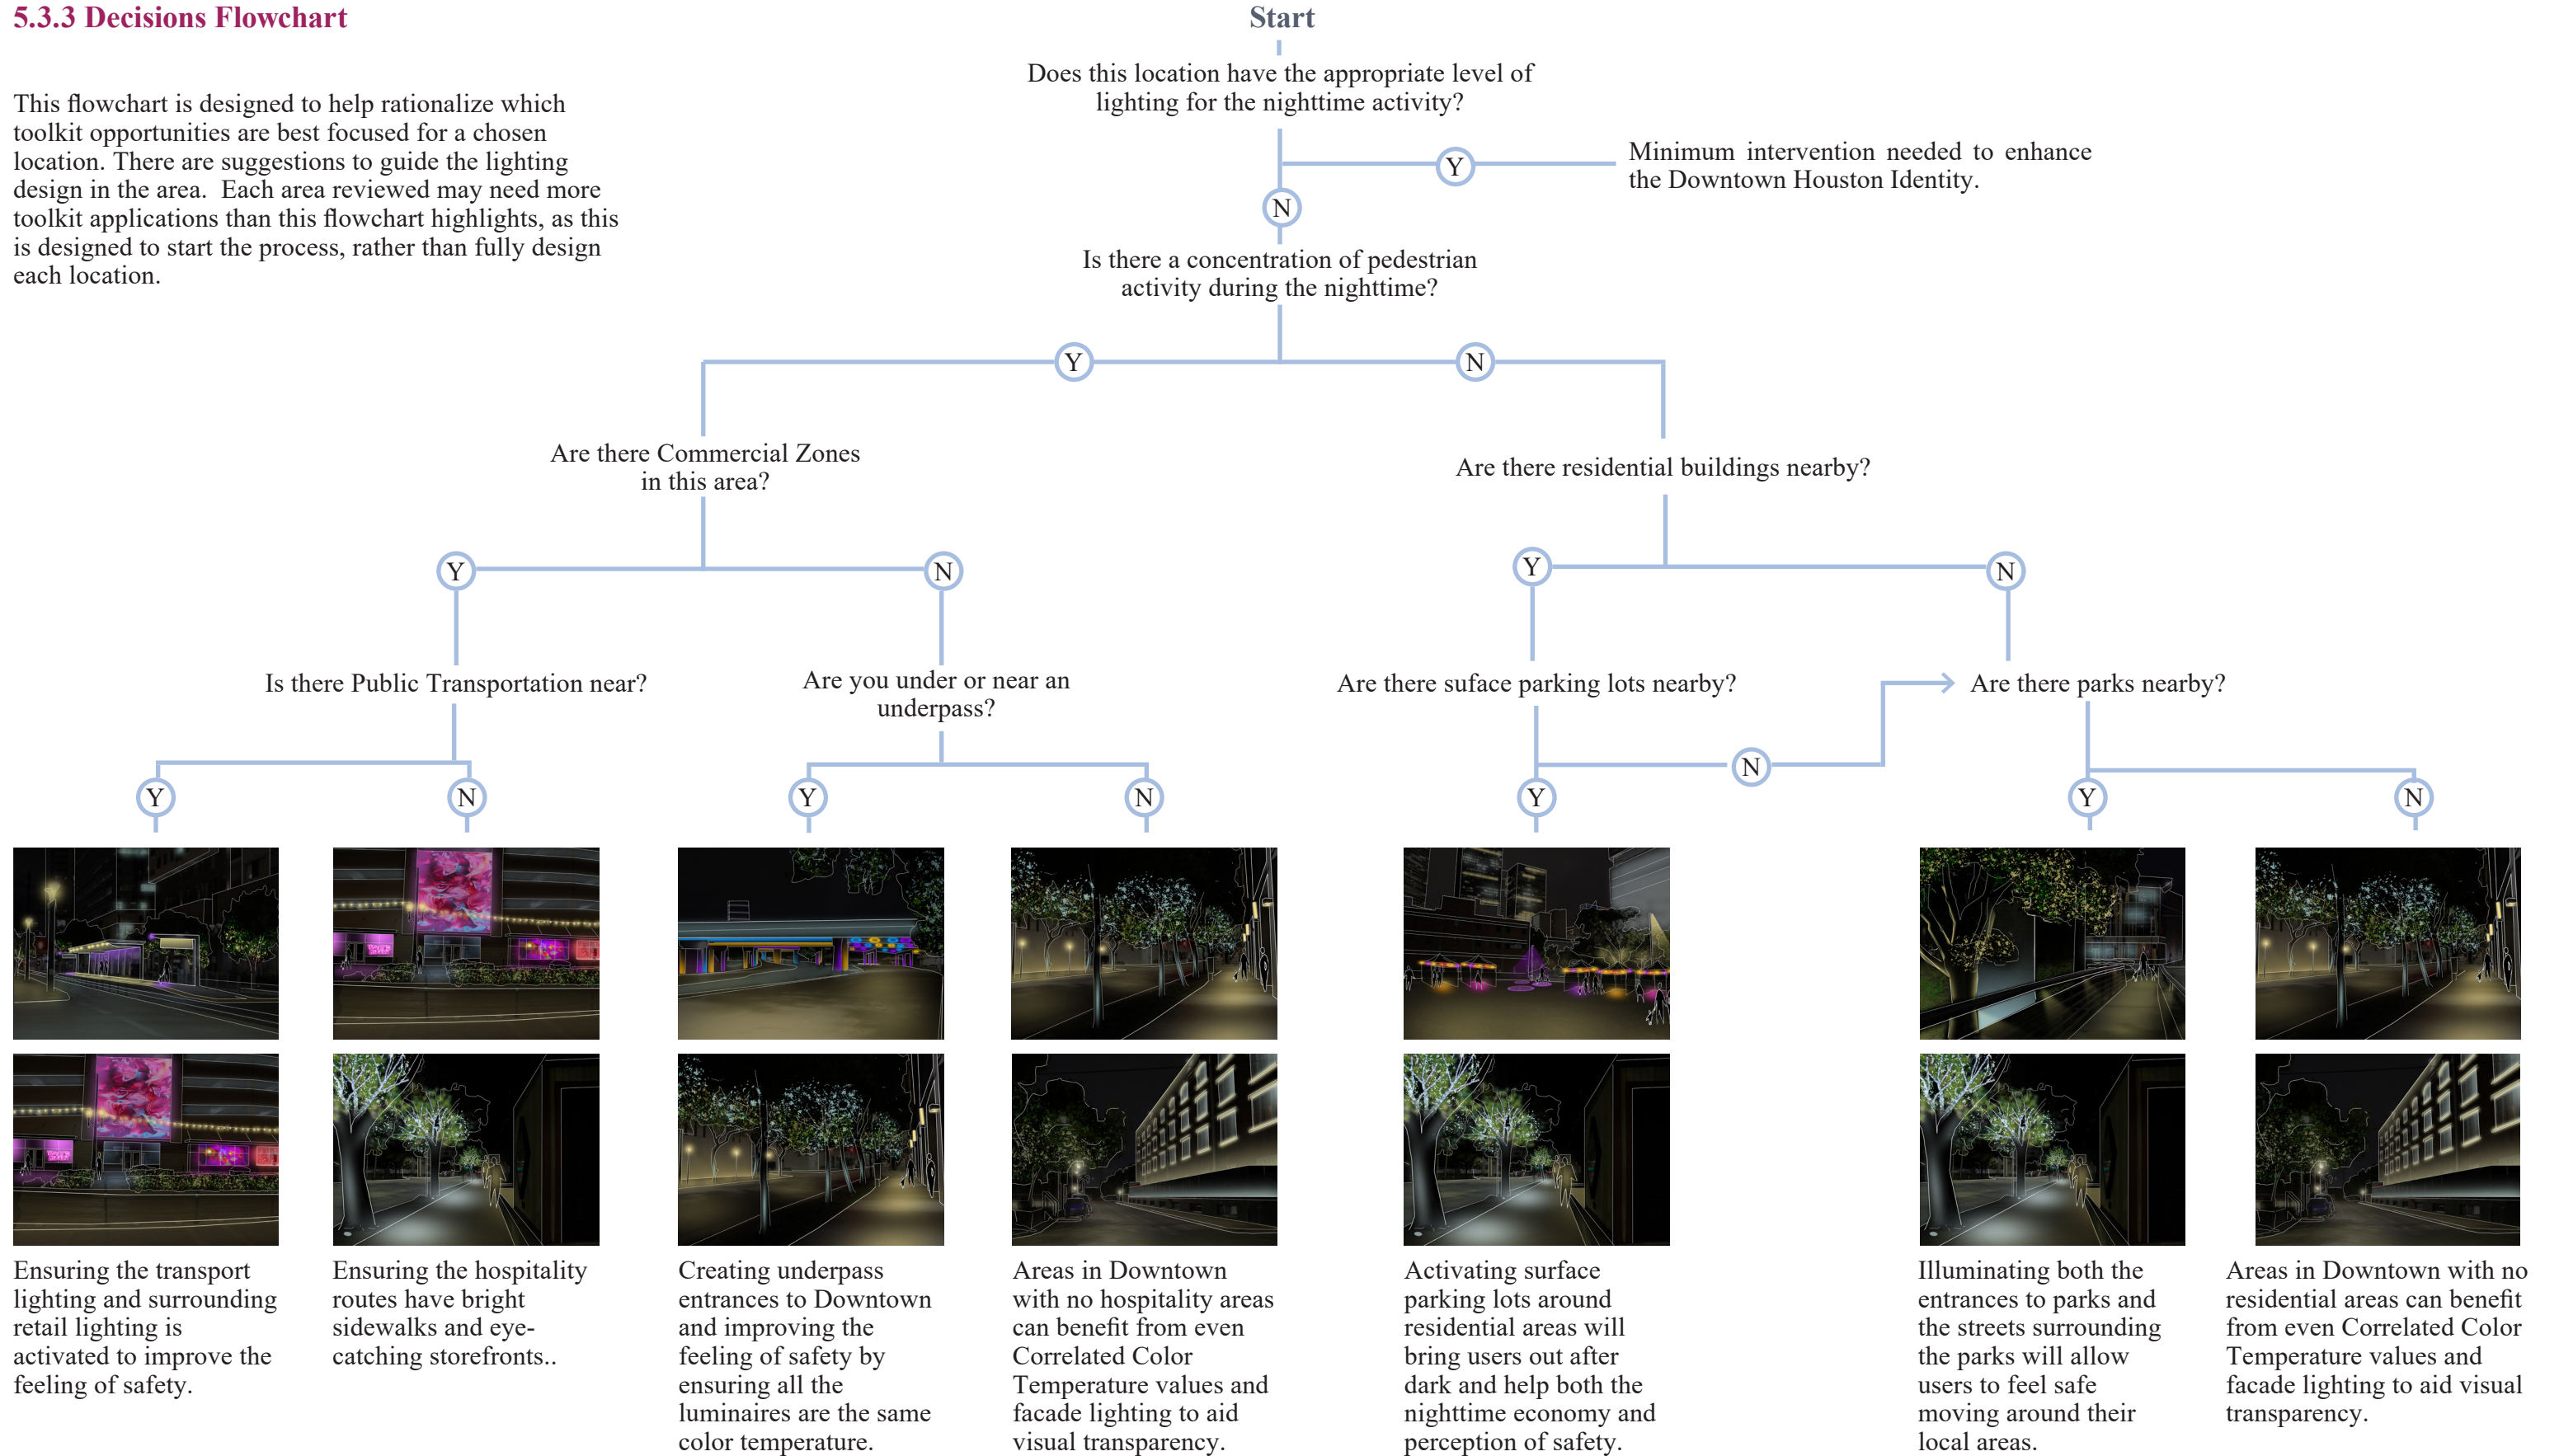 5.3.3 Decisions Flowchart
This flowchart is designed to help rationalize which
toolkit opportunities are best focused for a chosen
location. There are suggestions to guide the lighting
design in the area.  Each area reviewed may need more
toolkit applications than this flowchart highlights, as this
is designed to start the process, rather than fully design
each location.
Start
Does this location have the appropriate level of
lighting for the nighttime activity?
Y
Minimum intervention needed to enhance
the Downtown Houston Identity.
N
Is there a concentration of pedestrian
activity during the nighttime?
Y
N
Are there Commercial Zones
in this area?
Are there residential buildings nearby?
Y
N
Y
N
Is there Public Transportation near?
Are you under or near an
underpass?
Are there suface parking lots nearby?
Are there parks nearby?
N
Y
N
Y
N
Y
Y
N
Ensuring the transport
lighting and surrounding
retail lighting is
activated to improve the
feeling of safety.
Ensuring the hospitality
routes have bright
sidewalks and eye-
catching storefronts..
Creating underpass
entrances to Downtown
and improving the
feeling of safety by
ensuring all the
luminaires are the same
color temperature.
Areas in Downtown
with no hospitality areas
can benefit from even
Correlated Color
Temperature values and
facade lighting to aid
visual transparency.
Activating surface
parking lots around
residential areas will
bring users out after
dark and help both the
nighttime economy and
perception of safety.
Illuminating both the
entrances to parks and
the streets surrounding
the parks will allow
users to feel safe
moving around their
local areas.
Areas in Downtown with no
residential areas can benefit
from even Correlated Color
Temperature values and
facade lighting to aid visual
transparency.